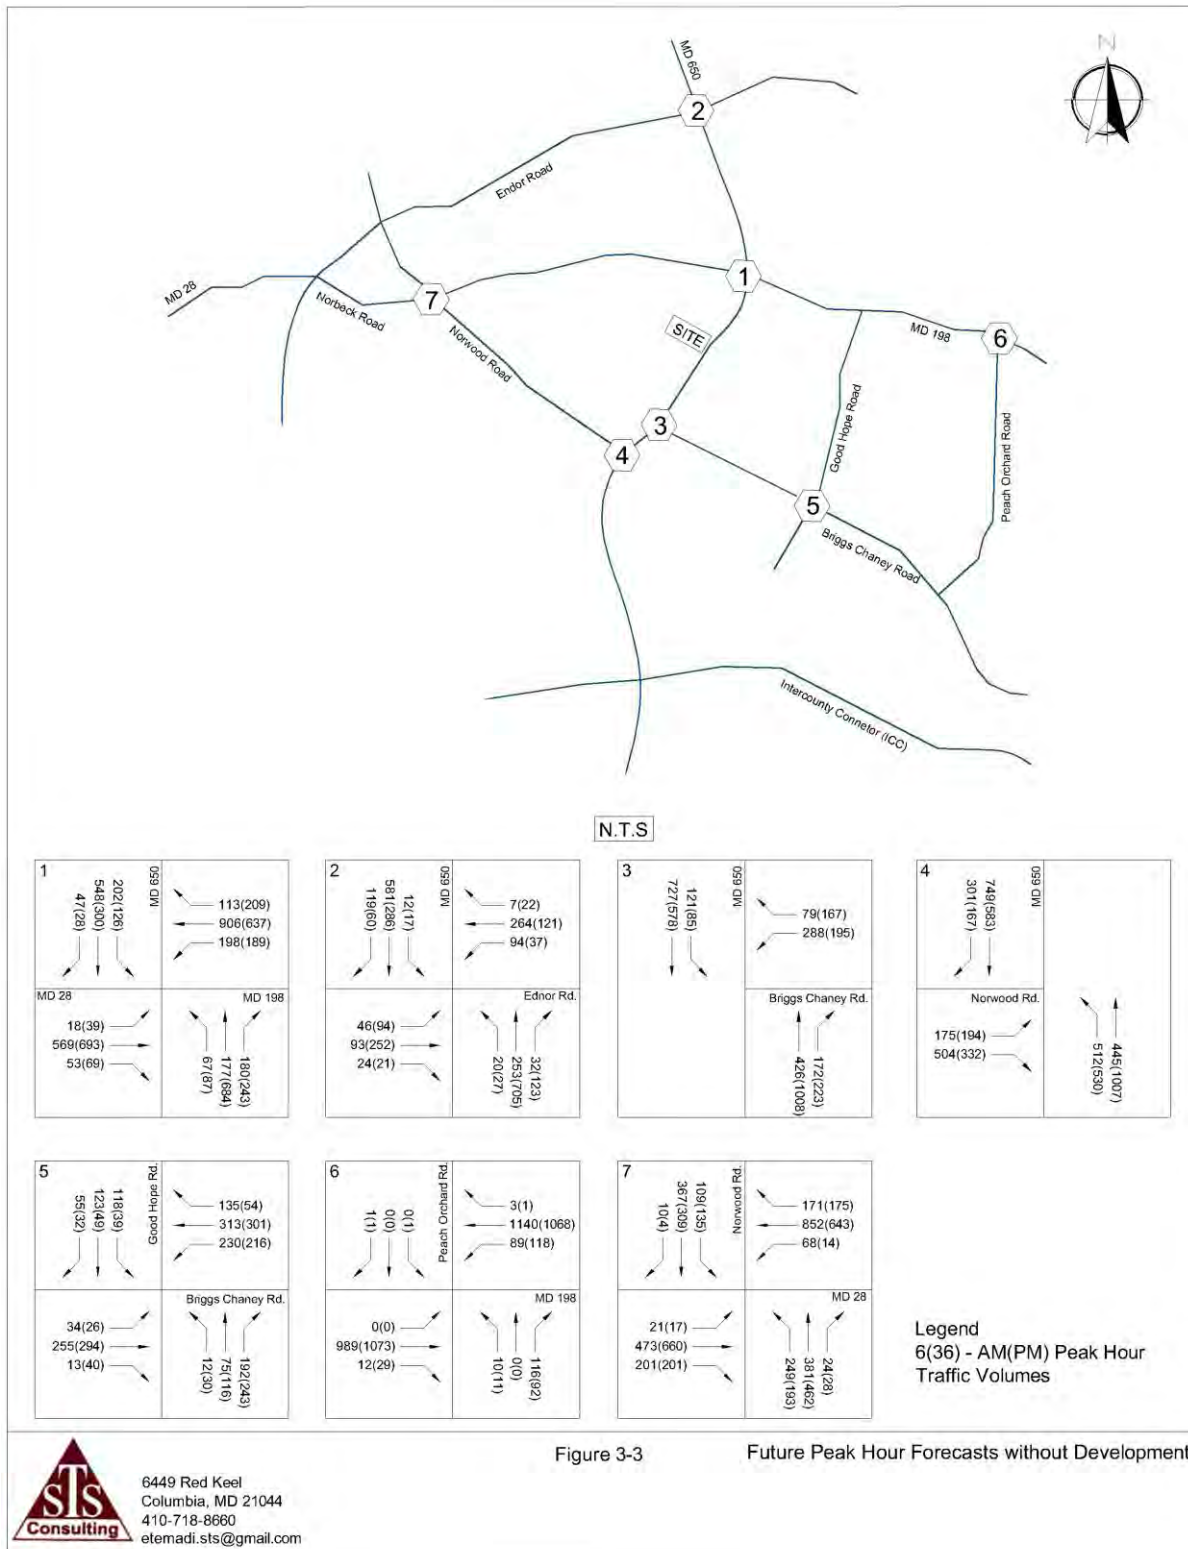 N
MD 650
2
Endor Road
1
MD 28
Norbeck Road
7
Norwood Road
SITE
MD 198
6
3
4
Good Hope Road
Peach Orchard Road
5
Briggs Chaney Road
Intercounty Connetor (ICC)
N.T.S
1
MD 650
47(28)
548(300)
202(126)
113(209)
906(637)
198(189)
MD 28
MD 198
18(39)
569(693)
53(69)
67(87)
177(684)
180(243)
2
119(60)
581(286)
12(17)
7(22)
264(121)
94(37)
Ednor Rd.
46(94)
93(252)
24(21)
20(27)
253(705)
32(123)
3
MD 650
727(578)
121(85)
79(167)
288(195)
Briggs Chaney Rd.
426(1008)
172(223)
4
MD 650
301(167)
749(583)
Norwood Rd.
175(194)
504(332)
512(530)
445(1007)
5
Good Hope Rd.
55(32)
123(49)
118(39)
135(54)
313(301)
230(216)
Briggs Chaney Rd.
34(26)
255(294)
13(40)
12(30)
75(116)
192(243)
6
Peach Orchard Rd.
1(1)
0(0)
0(1)
3(1)
1140(1068)
89(118)
MD 198
0(0)
989(1073)
12(29)
10(11)
0(0)
116(92)
7
Norwood Rd.
10(4)
367(309)
109(135)
171(175)
852(643)
68(14)
MD 28
21(17)
473(660)
201(201)
249(193)
381(462)
24(28)
Legend
6(36) - AM(PM) Peak Hour
Traffic Volumes
Figure 3-3
Future Peak Hour Forecasts without Development
STS
Consulting
6449 Red Keel
Columbia, MD 21044
410-718-8660
etemadi.sts@gmail.com